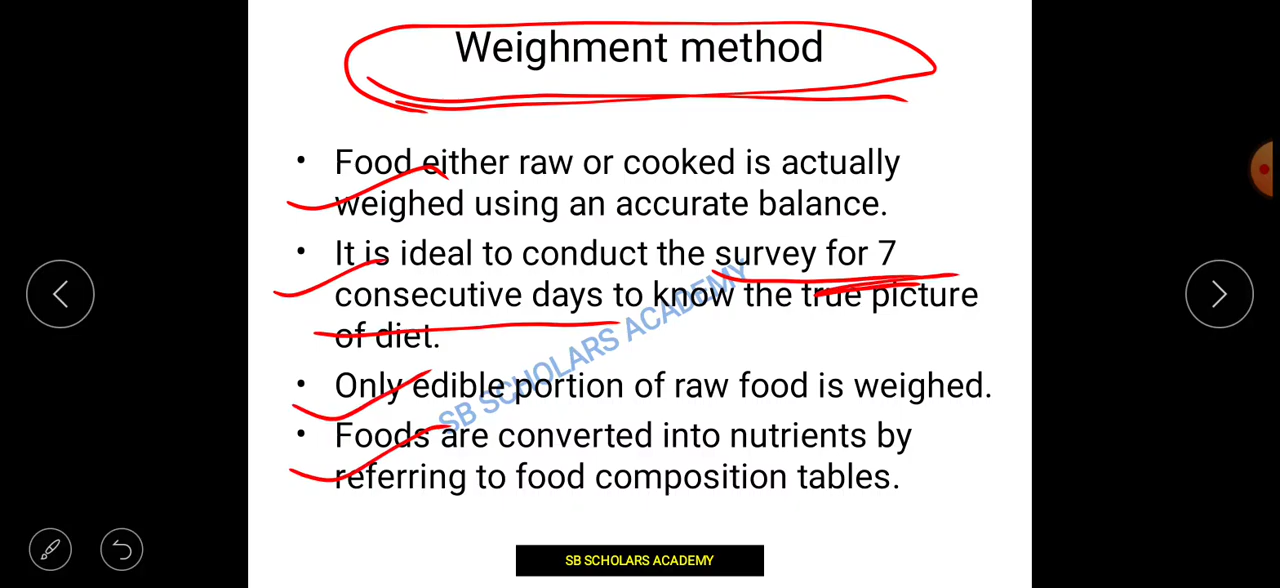 Weighment method
• Food either raw or cooked is actually
weighed using an accurate balance.
• It is ideal to conduct the survey for 7
consecutive days to know the true picture
of diet.
• Only edible portion of raw food is weighed.
• Foods are converted into nutrients by
referring to food composition tables.
SB SCHOLARS ACADEMY
SB SCHOLARS ACADEMY